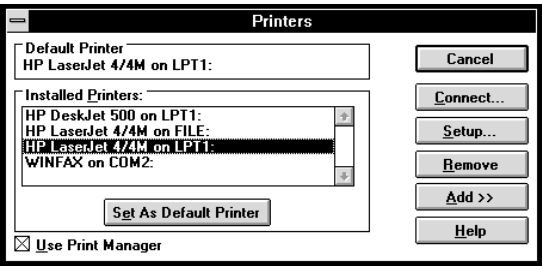 Printers
Default Printer
HP LaserJet 4/4M on LPT1:
Installed Printers:
HP DeskJet 500 on LPT1:
HP LaserJet 4/4M on FILE:
HP LaserJet 4/4M on LPT1:
WINFAX on COM2:
Set As Default Printer
Use Print Manager
Cancel
Connect...
Setup...
Remove
Add >>
Help